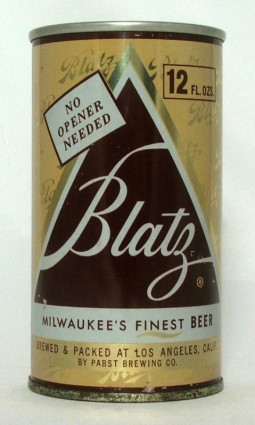 Blatz
12 FL. OZS.
NO
OPENER
NEEDED
Blatz
®
MILWAUKEE'S FINEST BEER
BREWED & PACKED AT LOS ANGELES, CALIF.
BY PABST BREWING CO.